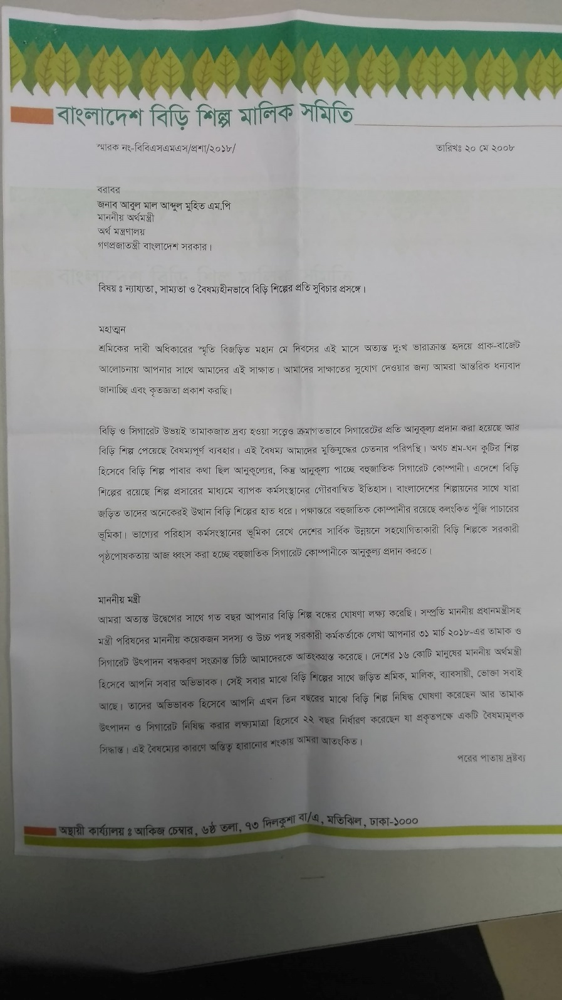 বাংলাদেশ বিড়ি শিল্প মালিক সমিতি
স্মারক নং-বিবিএসএমএস/প্রশা/২০১৮/ তারিখঃ ২০ মে ২০০৮
বরাবর
জনাব আবুল মাল আব্দুল মুহিত এম.পি
মাননীয় অর্থমন্ত্রী
অর্থ মন্ত্রণালয়
গণপ্রজাতন্ত্রী বাংলাদেশ সরকার।
বিষয় ঃ ন্যায্যতা, সাম্যতা ও বৈষম্যহীনভাবে বিড়ি শিল্পের প্রতি সুবিচার প্রসঙ্গে।
মহাত্মন
শ্রমিকের দাবী অধিকারের স্মৃতি বিজড়িত মহান মে দিবসের এই মাসে অত্যন্ত দুঃখ ভারাক্রান্ত হৃদয়ে প্রাক-বাজেট
আলোচনায় আপনার সাথে আমাদের এই সাক্ষাত। আমাদের সাক্ষাতের সুযোগ দেওয়ার জন্য আমরা আন্তরিক ধন্যবাদ
জানাচ্ছি এবং কৃতজ্ঞতা প্রকাশ করছি।
বিড়ি ও সিগারেট উভয়ই তামাকজাত দ্রব্য হওয়া সত্ত্বেও ক্রমাগতভাবে সিগারেটের প্রতি আনুকূল্য প্রদান করা হয়েছে আর
বিড়ি শিল্প পেয়েছে বৈষম্যপূর্ণ ব্যবহার। এই বৈষম্য আমাদের মুক্তিযুদ্ধের চেতনার পরিপন্থি। অথচ শ্রম-ঘন কুটির শিল্প
হিসেবে বিড়ি শিল্প পাবার কথা ছিল আনুকূল্যের, কিন্তু আনুকূল্য পাচ্ছে বহুজাতিক সিগারেট কোম্পানী। এদেশে বিড়ি
শিল্পের রয়েছে শিল্প প্রসারের মাধ্যমে ব্যাপক কর্মসংস্থানের গৌরবান্বিত ইতিহাস। বাংলাদেশের শিল্পায়নের সাথে যারা
জড়িত তাদের অনেকেরই উত্থান বিড়ি শিল্পের হাত ধরে। পক্ষান্তরে বহুজাতিক কোম্পানীর রয়েছে কলংকিত পুঁজি পাচারের
ভূমিকা। ভাগ্যের পরিহাস কর্মসংস্থানের ভূমিকা রেখে দেশের সার্বিক উন্নয়নে সহযোগিতাকারী বিড়ি শিল্পকে সরকারী
পৃষ্ঠপোষকতায় আজ ধ্বংস করা হচ্ছে বহুজাতিক সিগারেট কোম্পানীকে আনুকূল্য প্রদান করতে।
মাননীয় মন্ত্রী
আমরা অত্যন্ত উদ্বেগের সাথে গত বছর আপনার বিড়ি শিল্প বন্ধের ঘোষণা লক্ষ্য করেছি। সম্প্রতি মাননীয় প্রধানমন্ত্রীসহ
মন্ত্রী পরিষদের মাননীয় কয়েকজন সদস্য ও উচ্চ পদস্থ সরকারী কর্মকর্তাকে লেখা আপনার ৩১ মার্চ ২০১৮-এর তামাক ও
সিগারেট উৎপাদন বন্ধকরণ সংক্রান্ত চিঠি আমাদেরকে আতংকগ্রস্ত করেছে। দেশের ১৬ কোটি মানুষের মাননীয় অর্থমন্ত্রী
হিসেবে আপনি সবার অভিভাবক। সেই সবার মাঝে বিড়ি শিল্পের সাথে জড়িত শ্রমিক, মালিক, ব্যাবসায়ী, ভোক্তা সবাই
আছে। তাদের অভিভাবক হিসেবে আপনি এখন তিন বছরের মাঝে বিড়ি শিল্প নিষিদ্ধ ঘোষণা করেছেন আর তামাক
উৎপাদন ও সিগারেট নিষিদ্ধ করার লক্ষ্যমাত্রা হিসেবে ২২ বছর নির্ধারণ করেছেন যা প্রকৃতপক্ষে একটি বৈষম্যমূলক
সিদ্ধান্ত। এই বৈষম্যের কারণে অস্তিত্ব হারানোর শংকায় আমরা আতংকিত।
পরের পাতায় দ্রষ্টব্য
অস্থায়ী কার্য্যালয় ঃ আকিজ চেম্বার, ৬ষ্ঠ তলা, ৭৩ দিলকুশা বা/এ, মতিঝিল, ঢাকা-১০০০